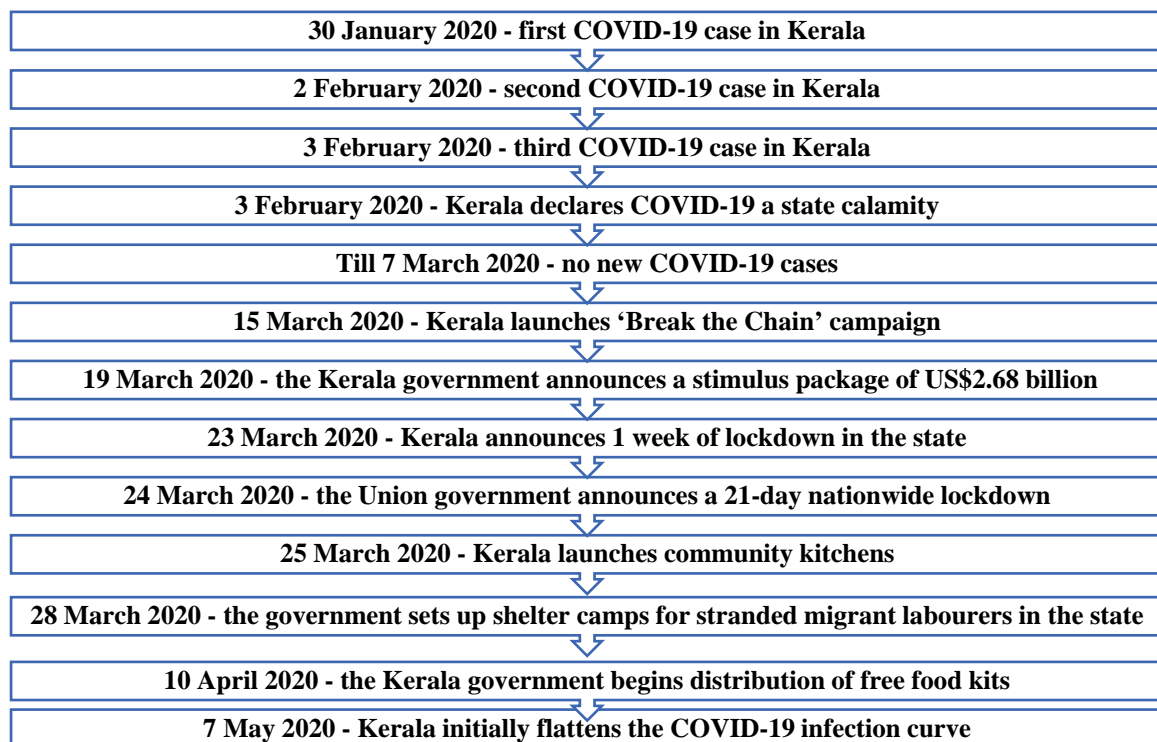 30 January 2020 - first COVID-19 case in Kerala
2 February 2020 - second COVID-19 case in Kerala
3 February 2020 - third COVID-19 case in Kerala
3 February 2020 - Kerala declares COVID-19 a state calamity
Till 7 March 2020 - no new COVID-19 cases
15 March 2020 - Kerala launches ‘Break the Chain’ campaign
19 March 2020 - the Kerala government announces a stimulus package of US$2.68 billion
23 March 2020 - Kerala announces 1 week of lockdown in the state
24 March 2020 - the Union government announces a 21-day nationwide lockdown
25 March 2020 - Kerala launches community kitchens
28 March 2020 - the government sets up shelter camps for stranded migrant labourers in the state
10 April 2020 - the Kerala government begins distribution of free food kits
7 May 2020 - Kerala initially flattens the COVID-19 infection curve